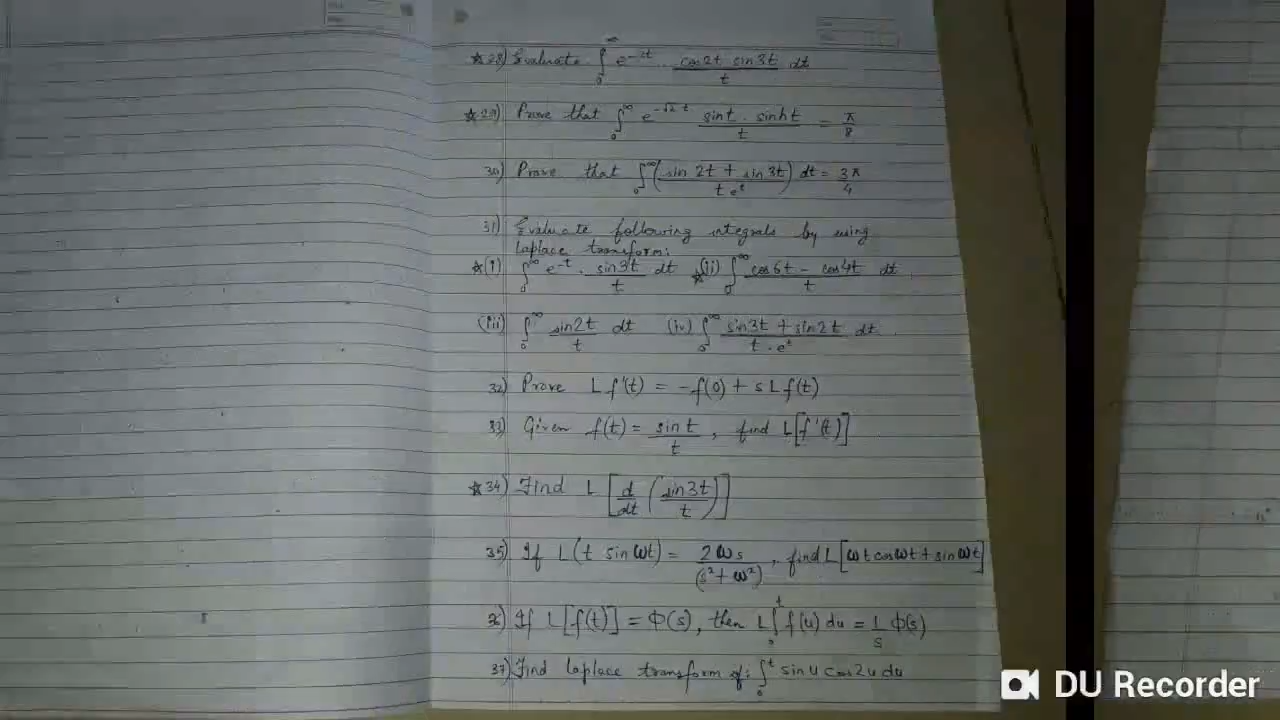 ☆28) Evaluate ∫₀^∞ e^{-2t} . cos2t sin3t / t dt
☆29) Prove that ∫₀^∞ e^{-√2 t} sint . sinht / t = π/8
30) Prove that ∫₀^∞ (sin 2t + sin 3t / t e^t) dt = 3π/4
31) Evaluate following integrals by using
laplace transform:
☆(i) ∫₀^∞ e^{-t} . sin3t / t dt ☆(ii) ∫₀^∞ cos6t - cos4t / t dt
(iii) ∫₀^∞ sin2t / t dt (iv) ∫₀^∞ sin3t + sin2t / t . e^t dt
32) Prove L f'(t) = -f(0) + s L f(t)
33) Given f(t) = sin t / t , find L[f'(t)]
☆34) Find L [d/dt (sin3t / t)]
35) If L(t sin ωt) = 2ωs / (s²+ω²) , find L[ωt cosωt + sinωt]
36) If L[f(t)] = Φ(s), then L∫₀^t f(u) du = 1/s Φ(s)
37) Find laplace transform of: ∫₀^t sin u cos2u du
DU Recorder